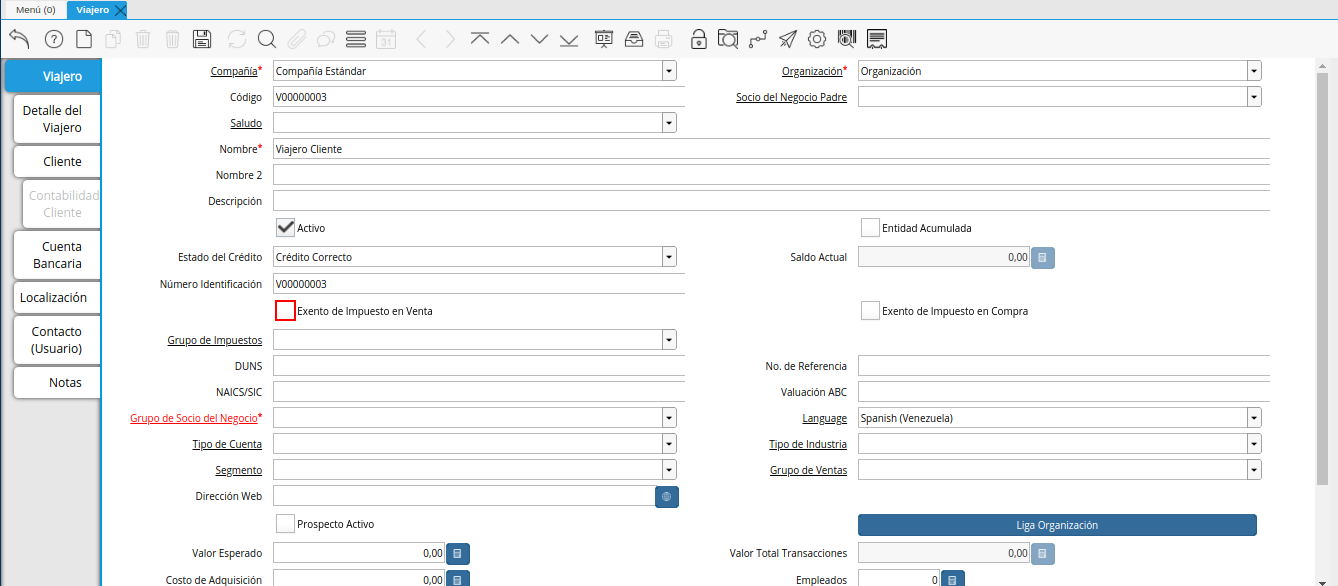 Menú (0)
Viajero
31
Viajero
Detalle del
Viajero
Cliente
Contabilidad
Cliente
Cuenta
Bancaria
Localización
Contacto
(Usuario)
Notas
Compañía* Compañía Estándar
Organización* Organización
Código V00000003
Socio del Negocio Padre
Saludo
Nombre* Viajero Cliente
Nombre 2
Descripción
Activo
Entidad Acumulada
Estado del Crédito Crédito Correcto
Saldo Actual 0,00
Número Identificación V00000003
Exento de Impuesto en Venta
Exento de Impuesto en Compra
Grupo de Impuestos
DUNS
No. de Referencia
NAICS/SIC
Valuación ABC
Grupo de Socio del Negocio*
Language Spanish (Venezuela)
Tipo de Cuenta
Tipo de Industria
Segmento
Grupo de Ventas
Dirección Web
Prospecto Activo
Liga Organización
Valor Esperado 0,00
Valor Total Transacciones 0,00
Costo de Adquisición 0,00
Empleados 0